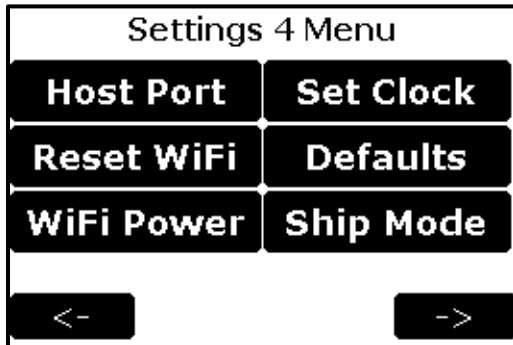 Settings 4 Menu
Host Port Set Clock
Reset WiFi Defaults
WiFi Power Ship Mode
<- ->